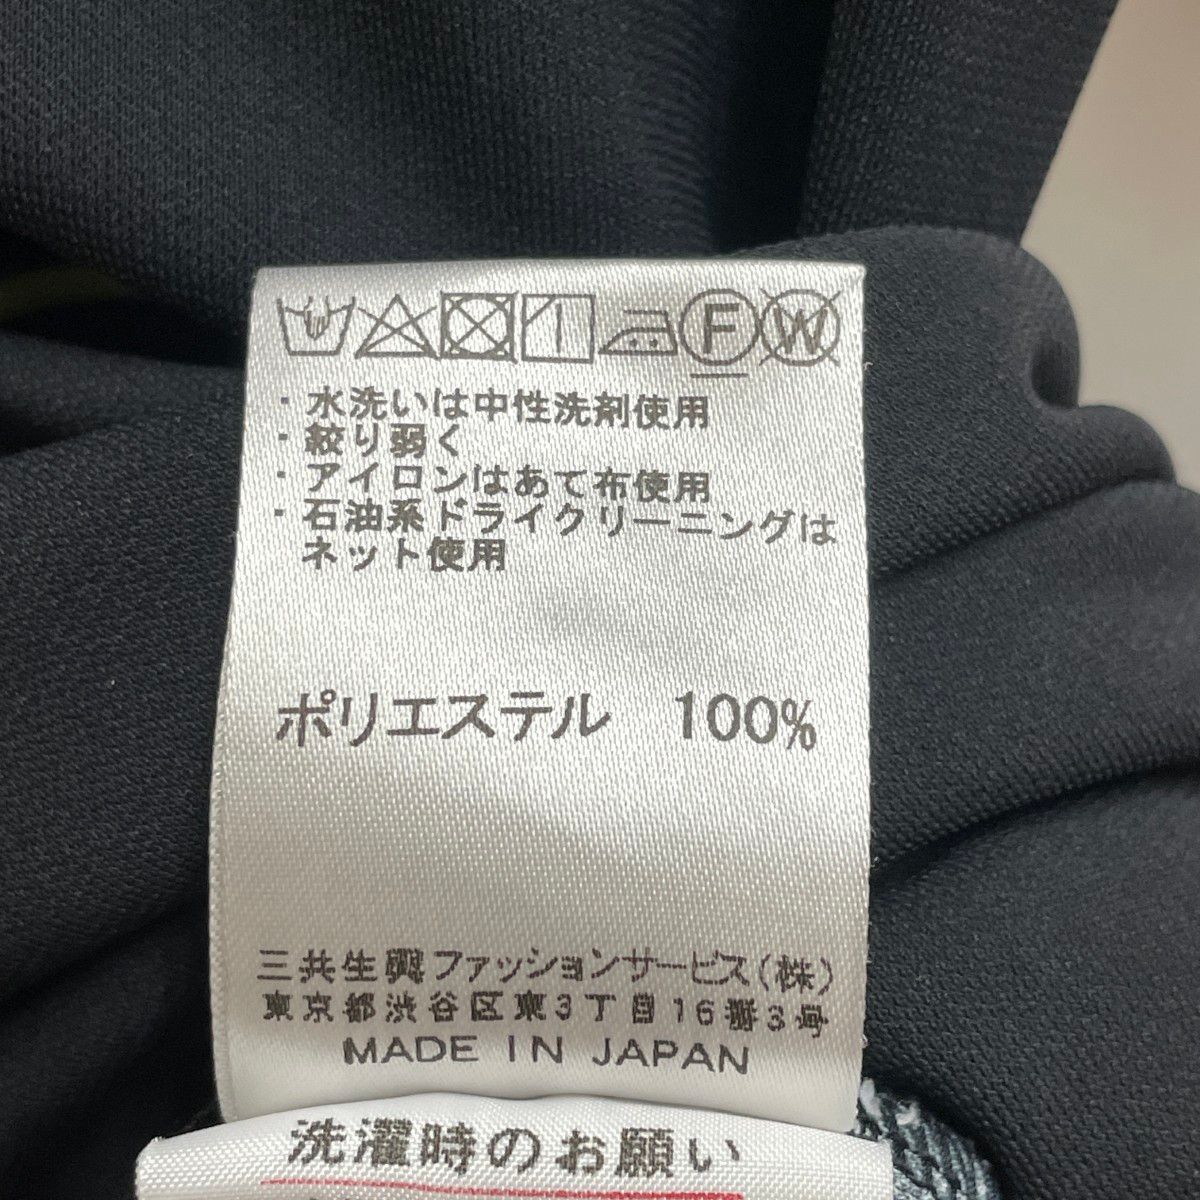 F W
・水洗いは中性洗剤使用
・絞り弱く
・アイロンはあて布使用
・石油系ドライクリーニングは
ネット使用
ポリエステル 100%
三共生興ファッションサービス(株)
東京都渋谷区東3丁目16番3号
MADE IN JAPAN
洗濯時のお願い